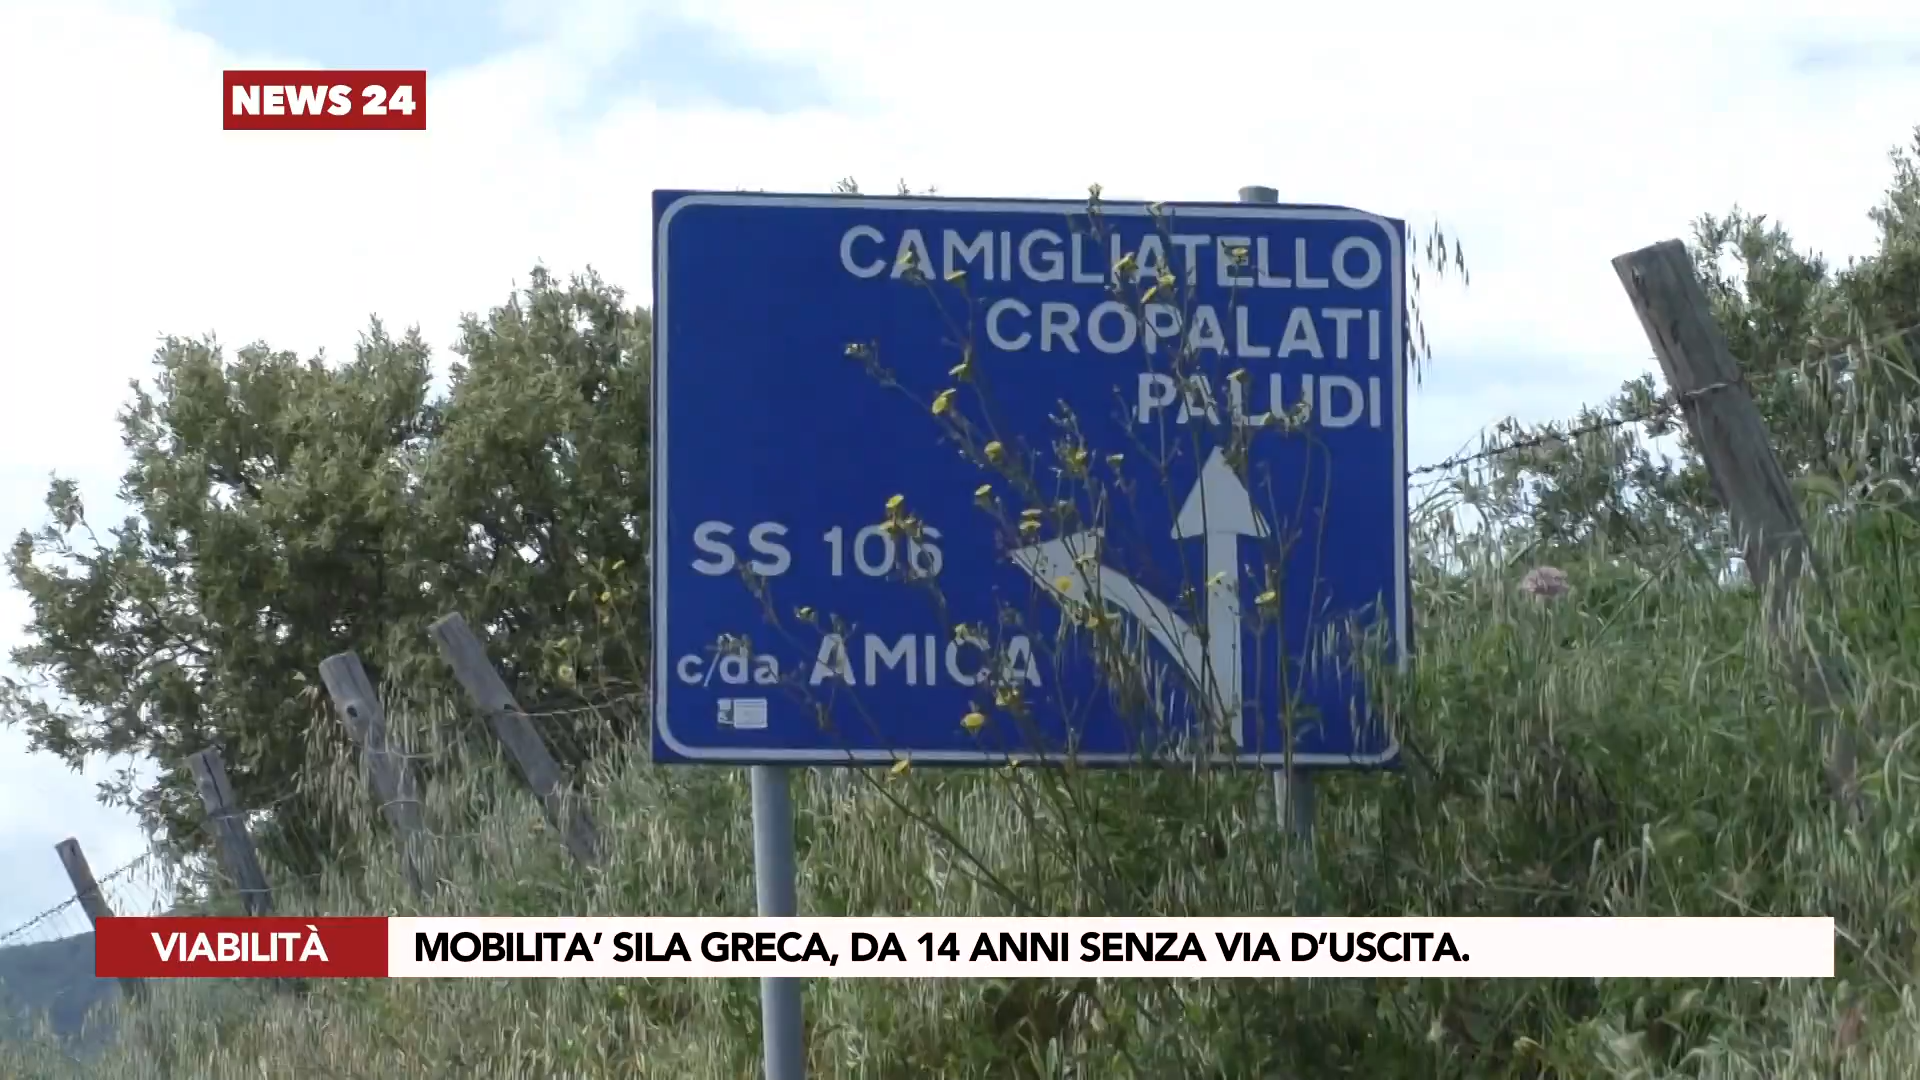 NEWS 24
CAMIGLIATELLO
CROPALATI
PALUDI
SS 106
c/da AMICA
VIABILITÀ
MOBILITA’ SILA GRECA, DA 14 ANNI SENZA VIA D’USCITA.